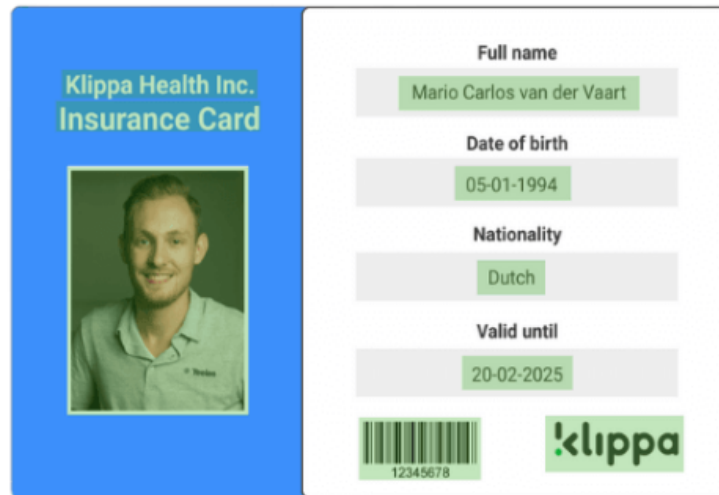 Klippa Health Inc.
Insurance Card
Full name
Mario Carlos van der Vaart
Date of birth
05-01-1994
Nationality
Dutch
Valid until
20-02-2025
12345678
klippa